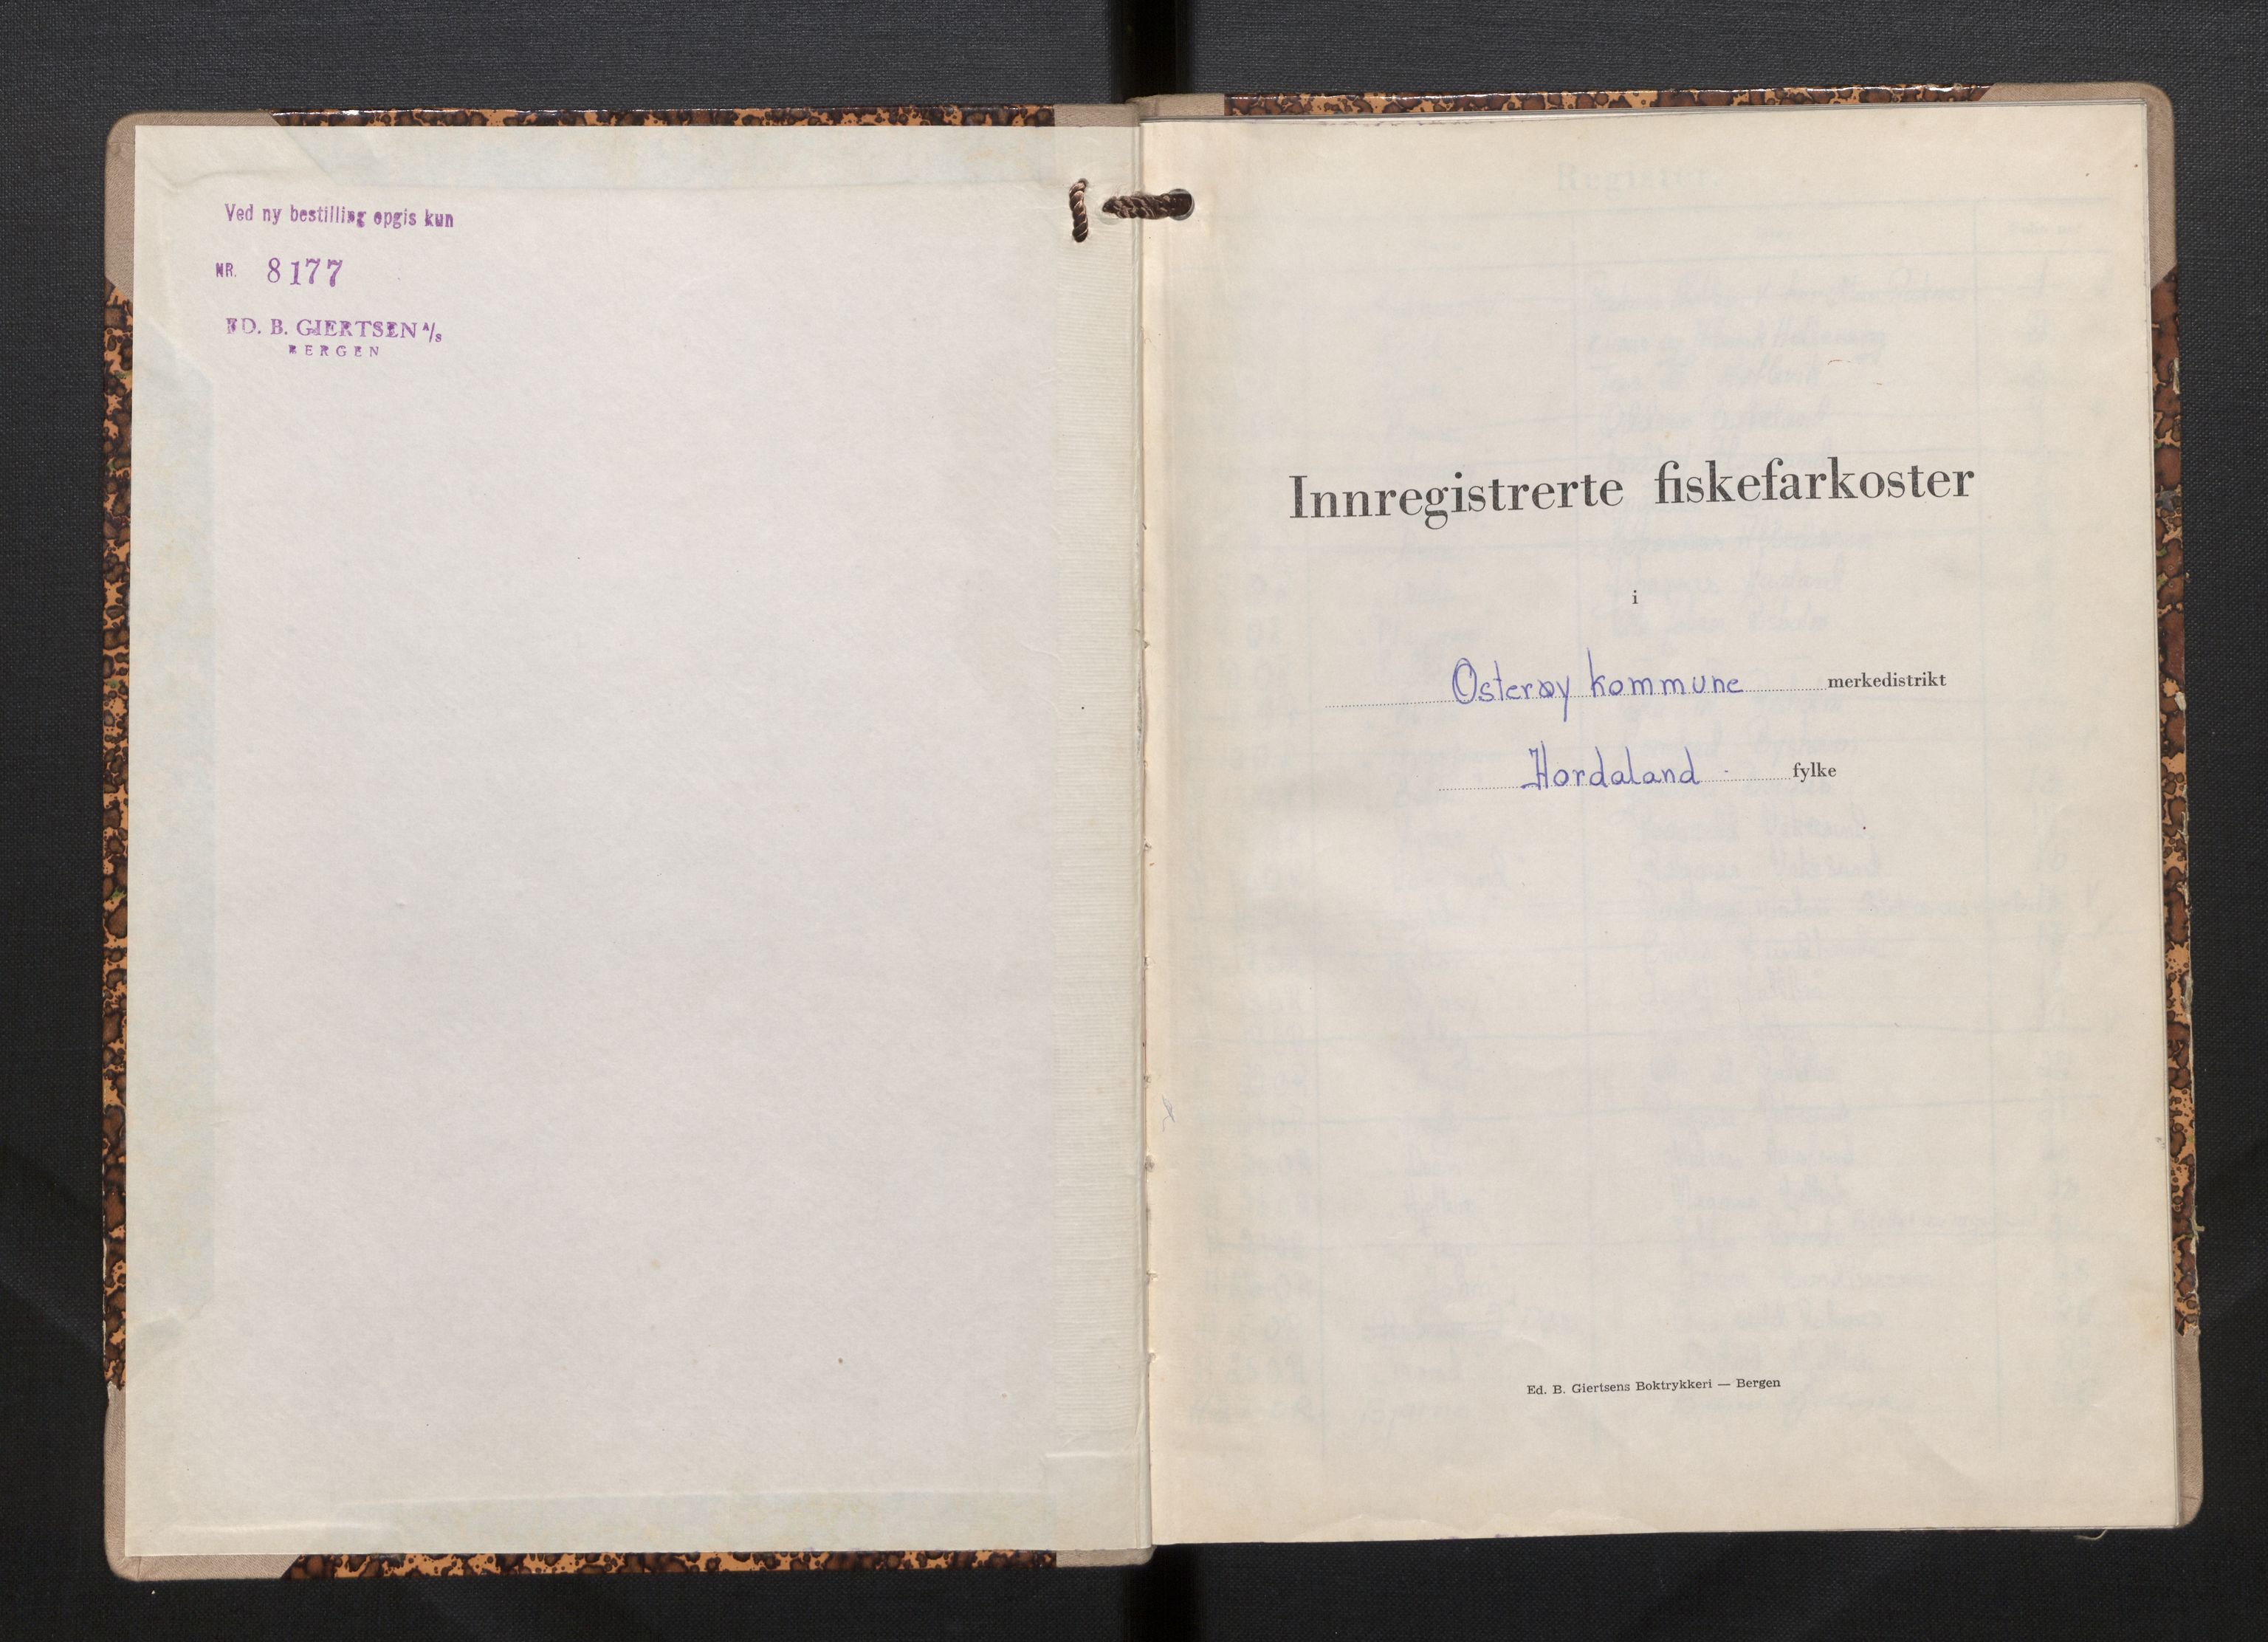 Ved ny bestilling opgis kun
NR. 8177
ED. B. GIERTSEN A/S
BERGEN
Innregistrerte fiskefarkoster
i
Osterøy kommune merkedistrikt
Hordaland fylke
Ed. B. Giertsens Boktrykkeri — Bergen